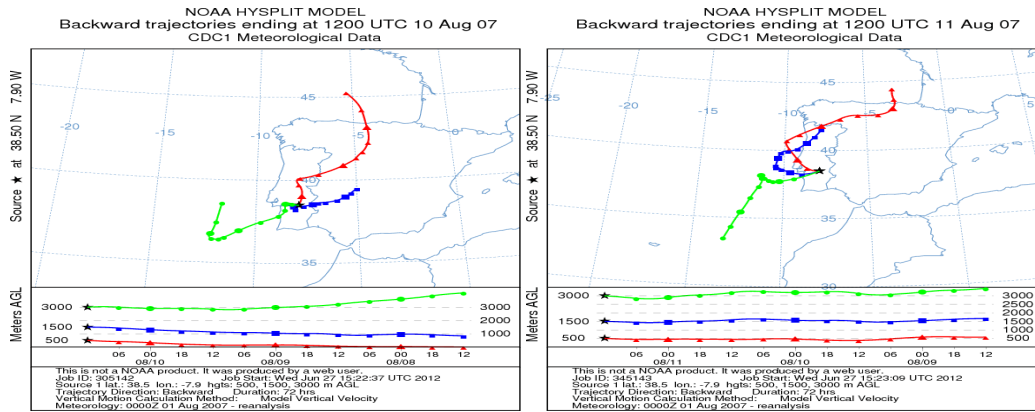 NOAA HYSPLIT MODEL
Backward trajectories ending at 1200 UTC 10 Aug 07
CDC1 Meteorological Data
Source ★ at 38.50 N 7.90 W
-20
-15
-10
-5
0
45
40
35
Meters AGL
3000
1500
500
3000
2000
1000
06 00 18 12 06 00 18 12 06 00 18 12
08/10 08/09 08/08
This is not a NOAA product. It was produced by a web user.
Job ID: 305142 Job Start: Wed Jun 27 15:22:37 UTC 2012
Source 1 lat.: 38.5 lon.: -7.9 hgts: 500, 1500, 3000 m AGL
Trajectory Direction: Backward Duration: 72 hrs
Vertical Motion Calculation Method: Model Vertical Velocity
Meteorology: 0000Z 01 Aug 2007 - reanalysis
NOAA HYSPLIT MODEL
Backward trajectories ending at 1200 UTC 11 Aug 07
CDC1 Meteorological Data
Source ★ at 38.50 N 7.90 W
-25
-20
-15
-10
-5
0
45
40
35
30
Meters AGL
3000
1500
500
3000
2500
2000
1500
1000
500
06 00 18 12 06 00 18 12 06 00 18 12
08/11 08/10 08/09
This is not a NOAA product. It was produced by a web user.
Job ID: 345143 Job Start: Wed Jun 27 15:23:09 UTC 2012
Source 1 lat.: 38.5 lon.: -7.9 hgts: 500, 1500, 3000 m AGL
Trajectory Direction: Backward Duration: 72 hrs
Vertical Motion Calculation Method: Model Vertical Velocity
Meteorology: 0000Z 01 Aug 2007 - reanalysis